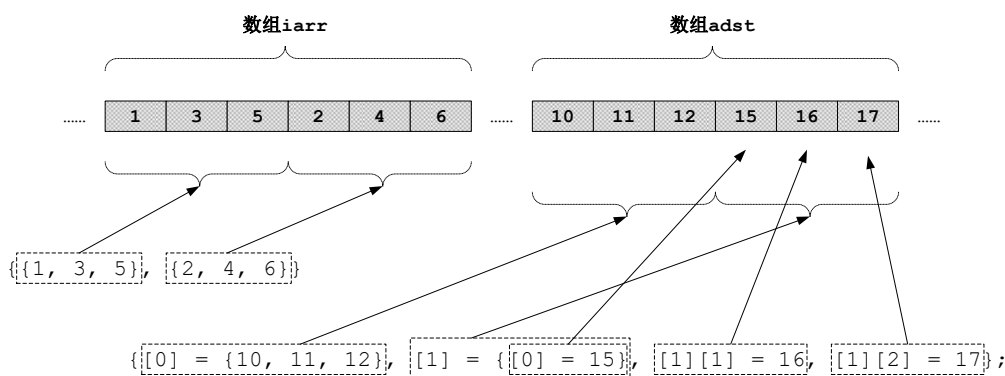 数组iarr 数组adst
…… 1 3 5 2 4 6 …… 10 11 12 15 16 17 ……
{{1, 3, 5}, {2, 4, 6}}
{[0] = {10, 11, 12}, [1] = {[0] = 15}, [1][1] = 16, [1][2] = 17};